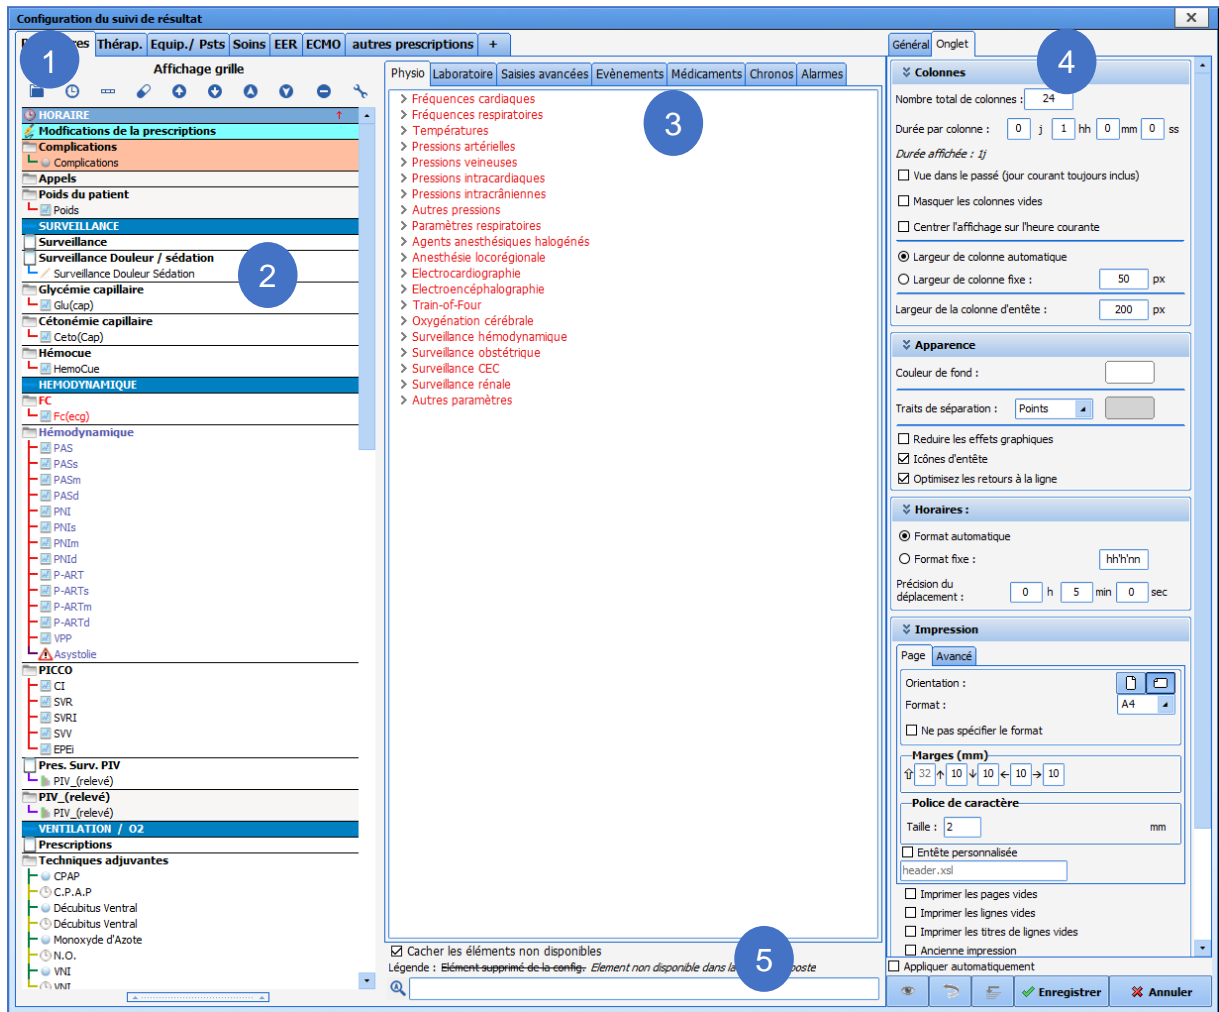 Configuration du suivi de résultat
Thérap. Equip./ Psts Soins EER ECMO autres prescriptions +
1
Affichage grille
HORAIRE
Modfications de la prescriptions
Complications
Complications
Appels
Poids du patient
Poids
SURVEILLANCE
Surveillance
Surveillance Douleur / sédation
Surveillance Douleur Sédation
2
Glycémie capillaire
Glu(cap)
Cétonémie capillaire
Ceto(Cap)
Hémocue
HemoCue
HEMODYNAMIQUE
FC
Fc(ecg)
Hémodynamique
PAS
PASs
PASm
PASd
PNI
PNIs
PNIm
PNId
P-ART
P-ARTs
P-ARTm
P-ARTd
VPP
Asystolie
PICCO
CI
SVR
SVRI
SVV
EPEi
Pres. Surv. PIV
PIV_(relevé)
PIV_(relevé)
PIV_(relevé)
VENTILATION / O2
Prescriptions
Techniques adjuvantes
CPAP
C.P.A.P
Décubitus Ventral
Décubitus Ventral
Monoxyde d'Azote
N.O.
VNI
VNI
Physio Laboratoire Saisies avancées Evènements Médicaments Chronos Alarmes
3
Fréquences cardiaques
Fréquences respiratoires
Températures
Pressions artérielles
Pressions veineuses
Pressions intracardiaques
Pressions intracrâniennes
Autres pressions
Paramètres respiratoires
Agents anesthésiques halogénés
Anesthésie locorégionale
Electrocardiographie
Electroencéphalographie
Train-of-Four
Oxygénation cérébrale
Surveillance hémodynamique
Surveillance obstétrique
Surveillance CEC
Surveillance rénale
Autres paramètres
Cacher les éléments non disponibles
Légende : Elément supprimé de la config. Element non disponible dans la
5
Général Onglet
4
Colonnes
Nombre total de colonnes : 24
Durée par colonne : 0 j 1 hh 0 mm 0 ss
Durée affichée : 1j
Vue dans le passé (jour courant toujours inclus)
Masquer les colonnes vides
Centrer l'affichage sur l'heure courante
Largeur de colonne automatique
Largeur de colonne fixe : 50 px
Largeur de la colonne d'entête : 200 px
Apparence
Couleur de fond :
Traits de séparation : Points
Reduire les effets graphiques
Icônes d'entête
Optimisez les retours à la ligne
Horaires :
Format automatique
Format fixe : hh'h'nn
Précision du
déplacement : 0 h 5 min 0 sec
Impression
Page Avancé
Orientation :
Format : A4
Ne pas spécifier le format
Marges (mm)
32 10 10 10 10
Police de caractère
Taille : 2 mm
Entête personnalisée
header.xsl
Imprimer les pages vides
Imprimer les lignes vides
Imprimer les titres de lignes vides
Ancienne impression
Appliquer automatiquement
Enregistrer Annuler